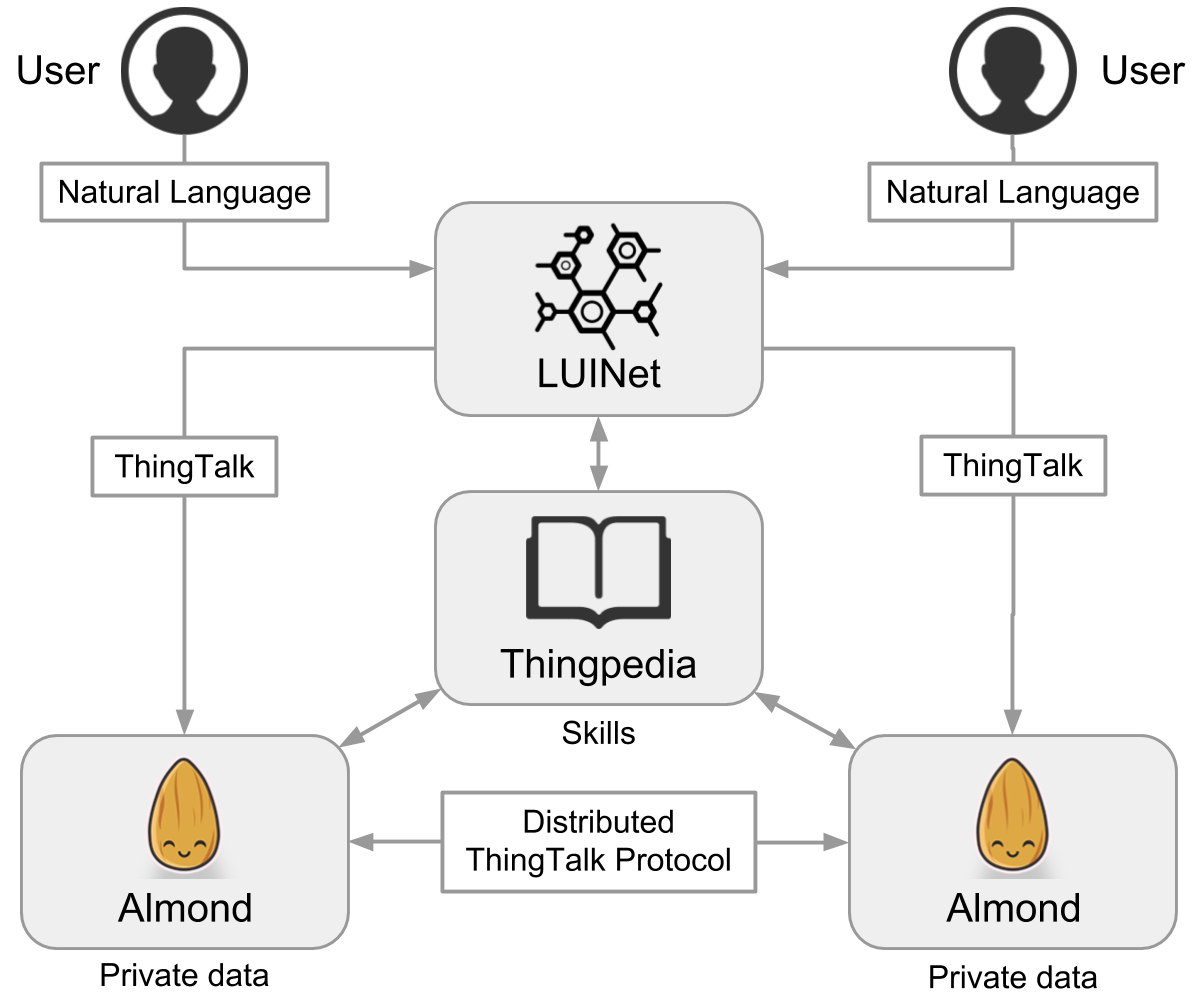 User
User
Natural Language
Natural Language
LUINet
ThingTalk
ThingTalk
Thingpedia
Skills
Distributed
ThingTalk Protocol
Almond
Almond
Private data
Private data